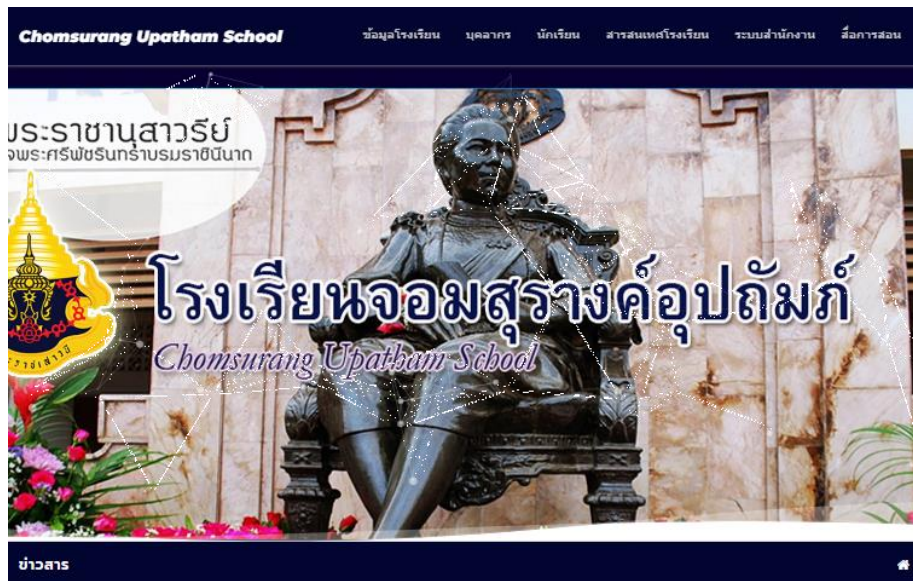 Chomsurang Upatham School
ข้อมูลโรงเรียน บุคลากร นักเรียน สารสนเทศโรงเรียน ระบบสำนักงาน สื่อการสอน
พระราชานุสาวรีย์
พระศรีพัชรินทราบรมราชินีนาถ
โรงเรียนจอมสุรางค์อุปถัมภ์
Chomsurang Upatham School
ข่าวสาร